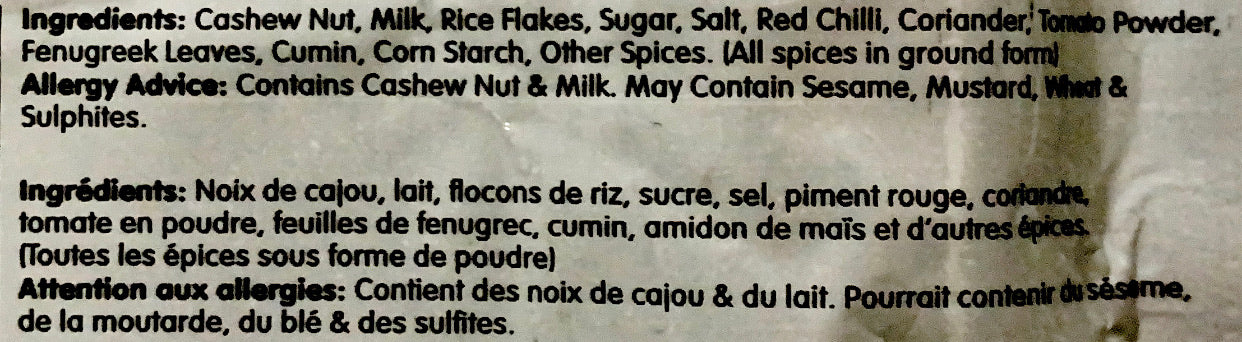 Ingredients: Cashew Nut, Milk, Rice Flakes, Sugar, Salt, Red Chilli, Coriander, Tomato Powder,
Fenugreek Leaves, Cumin, Corn Starch, Other Spices. (All spices in ground form)
Allergy Advice: Contains Cashew Nut & Milk. May Contain Sesame, Mustard, Wheat &
Sulphites.
Ingrédients: Noix de cajou, lait, flocons de riz, sucre, sel, piment rouge, coriandre,
tomate en poudre, feuilles de fenugrec, cumin, amidon de maïs et d'autres épices.
(Toutes les épices sous forme de poudre)
Attention aux allergies: Contient des noix de cajou & du lait. Pourrait contenir du sésame,
de la moutarde, du blé & des sulfites.